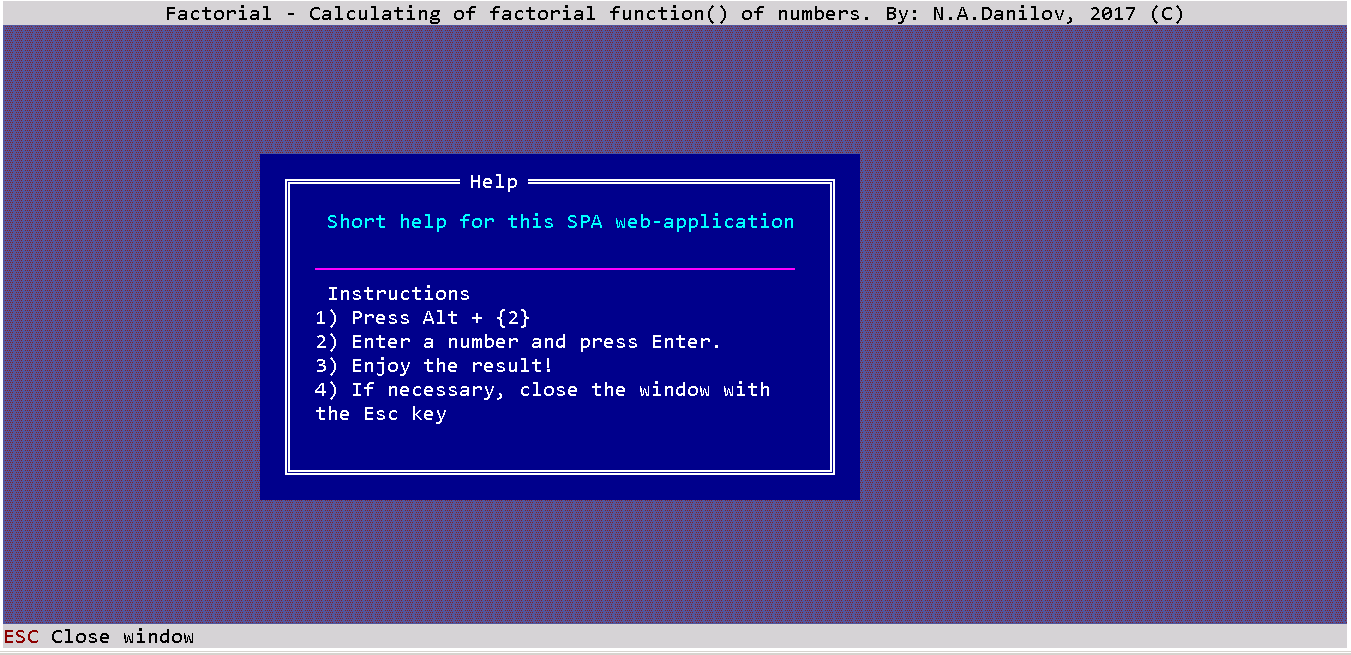 Factorial - Calculating of factorial function() of numbers. By: N.A.Danilov, 2017 (C)
Help
Short help for this SPA web-application
Instructions
1) Press Alt + {2}
2) Enter a number and press Enter.
3) Enjoy the result!
4) If necessary, close the window with
the Esc key
ESC Close window